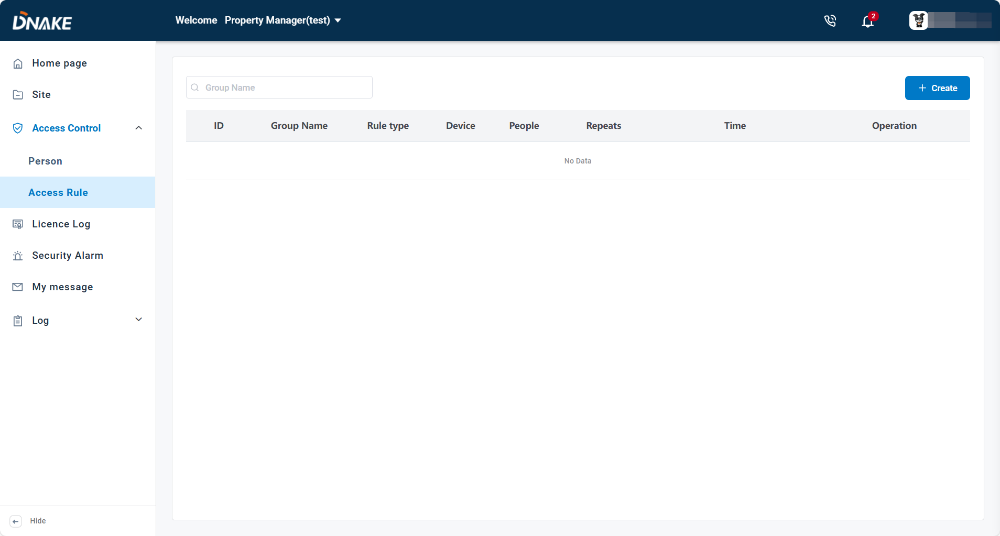 DNAKE
Welcome Property Manager(test)
2
Home page
Site
Access Control
Person
Access Rule
Licence Log
Security Alarm
My message
Log
Hide
Group Name
+ Create
ID Group Name Rule type Device People Repeats Time Operation
No Data